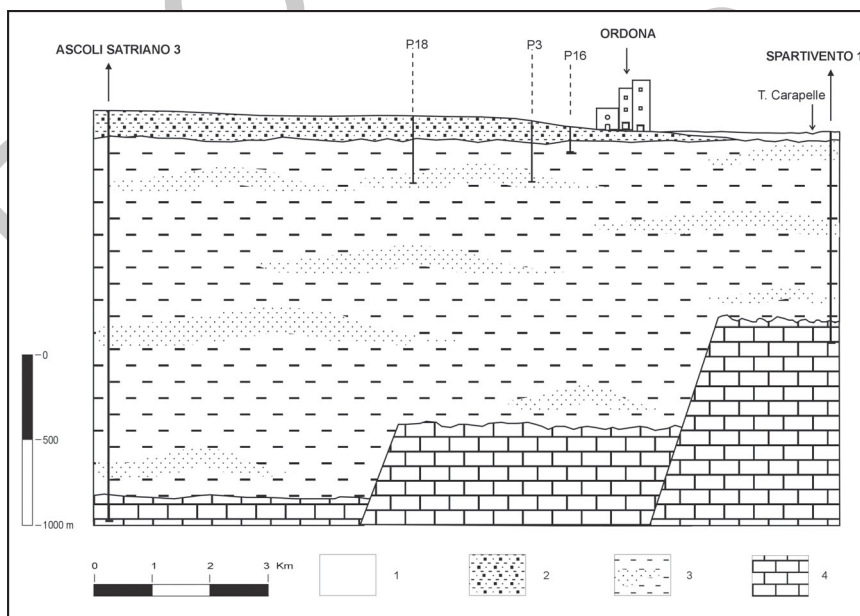 ORDONA
ASCOLI SATRIANO 3
P.18
P3
P16
SPARTIVENTO 1
T. Carapelle
0
500
1000 m
0 1 2 3 Km
1
2
3
4